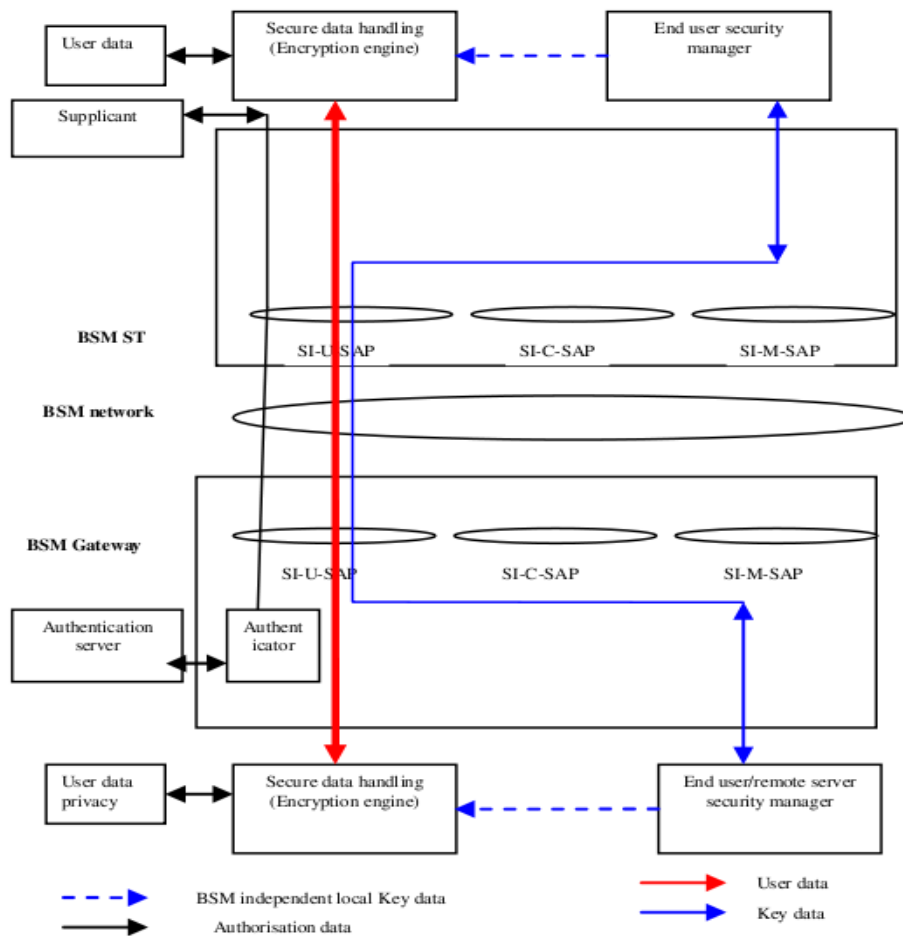 User data
Secure data handling
(Encryption engine)
End user security
manager
Supplicant
BSM ST
SI-U-SAP
SI-C-SAP
SI-M-SAP
BSM network
BSM Gateway
SI-U-SAP
SI-C-SAP
SI-M-SAP
Authentication
server
Authent
icator
User data
privacy
Secure data handling
(Encryption engine)
End user/remote server
security manager
BSM independent local Key data
Authorisation data
User data
Key data